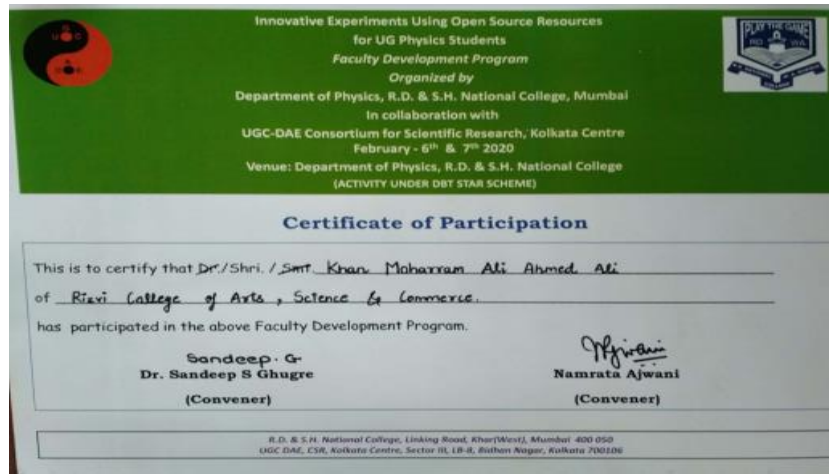 Innovative Experiments Using Open Source Resources
for UG Physics Students
Faculty Development Program
Organized by
Department of Physics, R.D. & S.H. National College, Mumbai
In collaboration with
UGC-DAE Consortium for Scientific Research, Kolkata Centre
February - 6th & 7th 2020
Venue: Department of Physics, R.D. & S.H. National College
(ACTIVITY UNDER DBT STAR SCHEME)
PLAY THE GAME
Certificate of Participation
This is to certify that Dr./Shri. / Smt. Khan Moharram Ali Ahmed Ali
of Rizvi College of Arts, Science & Commerce.
has participated in the above Faculty Development Program.
Sandeep. G
Dr. Sandeep S Ghugre
(Convener)
Namrata Ajwani
(Convener)
R.D. & S.H. National College, Linking Road, Khar(West), Mumbai 400 050
UGC DAE, CSR, Kolkata Centre, Sector III, LB-8, Bidhan Nagar, Kolkata 700106